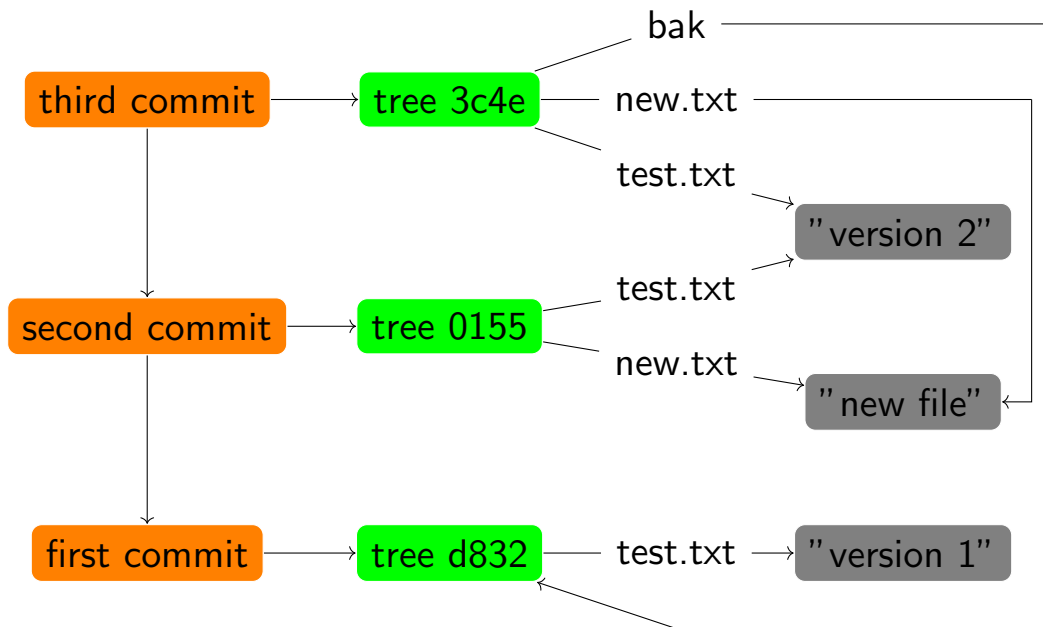 bak
third commit
tree 3c4e
new.txt
test.txt
"version 2"
test.txt
second commit
tree 0155
new.txt
"new file"
first commit
tree d832
test.txt
"version 1"